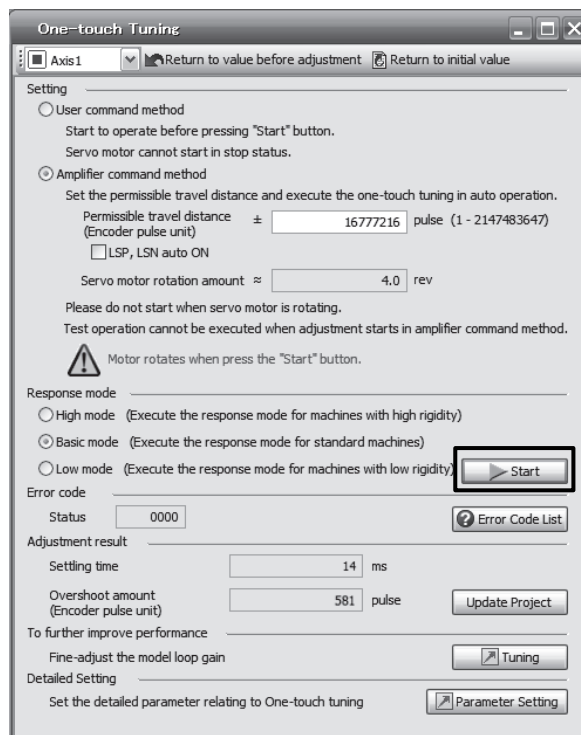 One-touch Tuning
Axis1 Return to value before adjustment Return to initial value
Setting
User command method
Start to operate before pressing "Start" button.
Servo motor cannot start in stop status.
Amplifier command method
Set the permissible travel distance and execute the one-touch tuning in auto operation.
Permissible travel distance
(Encoder pulse unit) ± 16777216 pulse (1 - 2147483647)
LSP, LSN auto ON
Servo motor rotation amount ≈ 4.0 rev
Please do not start when servo motor is rotating.
Test operation cannot be executed when adjustment starts in amplifier command method.
Motor rotates when press the "Start" button.
Response mode
High mode (Execute the response mode for machines with high rigidity)
Basic mode (Execute the response mode for standard machines)
Low mode (Execute the response mode for machines with low rigidity) Start
Error code
Status 0000 Error Code List
Adjustment result
Settling time 14 ms
Overshoot amount
(Encoder pulse unit) 581 pulse Update Project
To further improve performance
Fine-adjust the model loop gain Tuning
Detailed Setting
Set the detailed parameter relating to One-touch tuning Parameter Setting